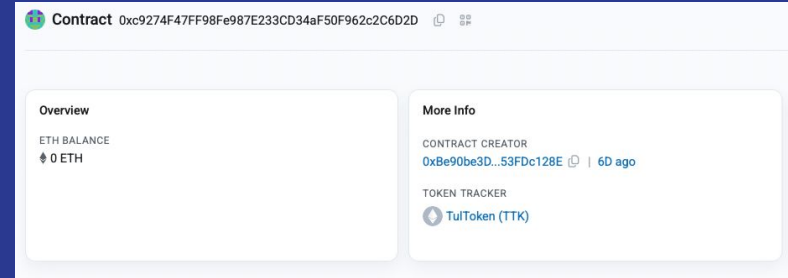 Contract 0xc9274F47FF98Fe987E233CD34aF50F962c2C6D2D
Overview
ETH BALANCE
0 ETH
More Info
CONTRACT CREATOR
0xBe90be3D...53FDc128E | 6D ago
TOKEN TRACKER
TulToken (TTK)